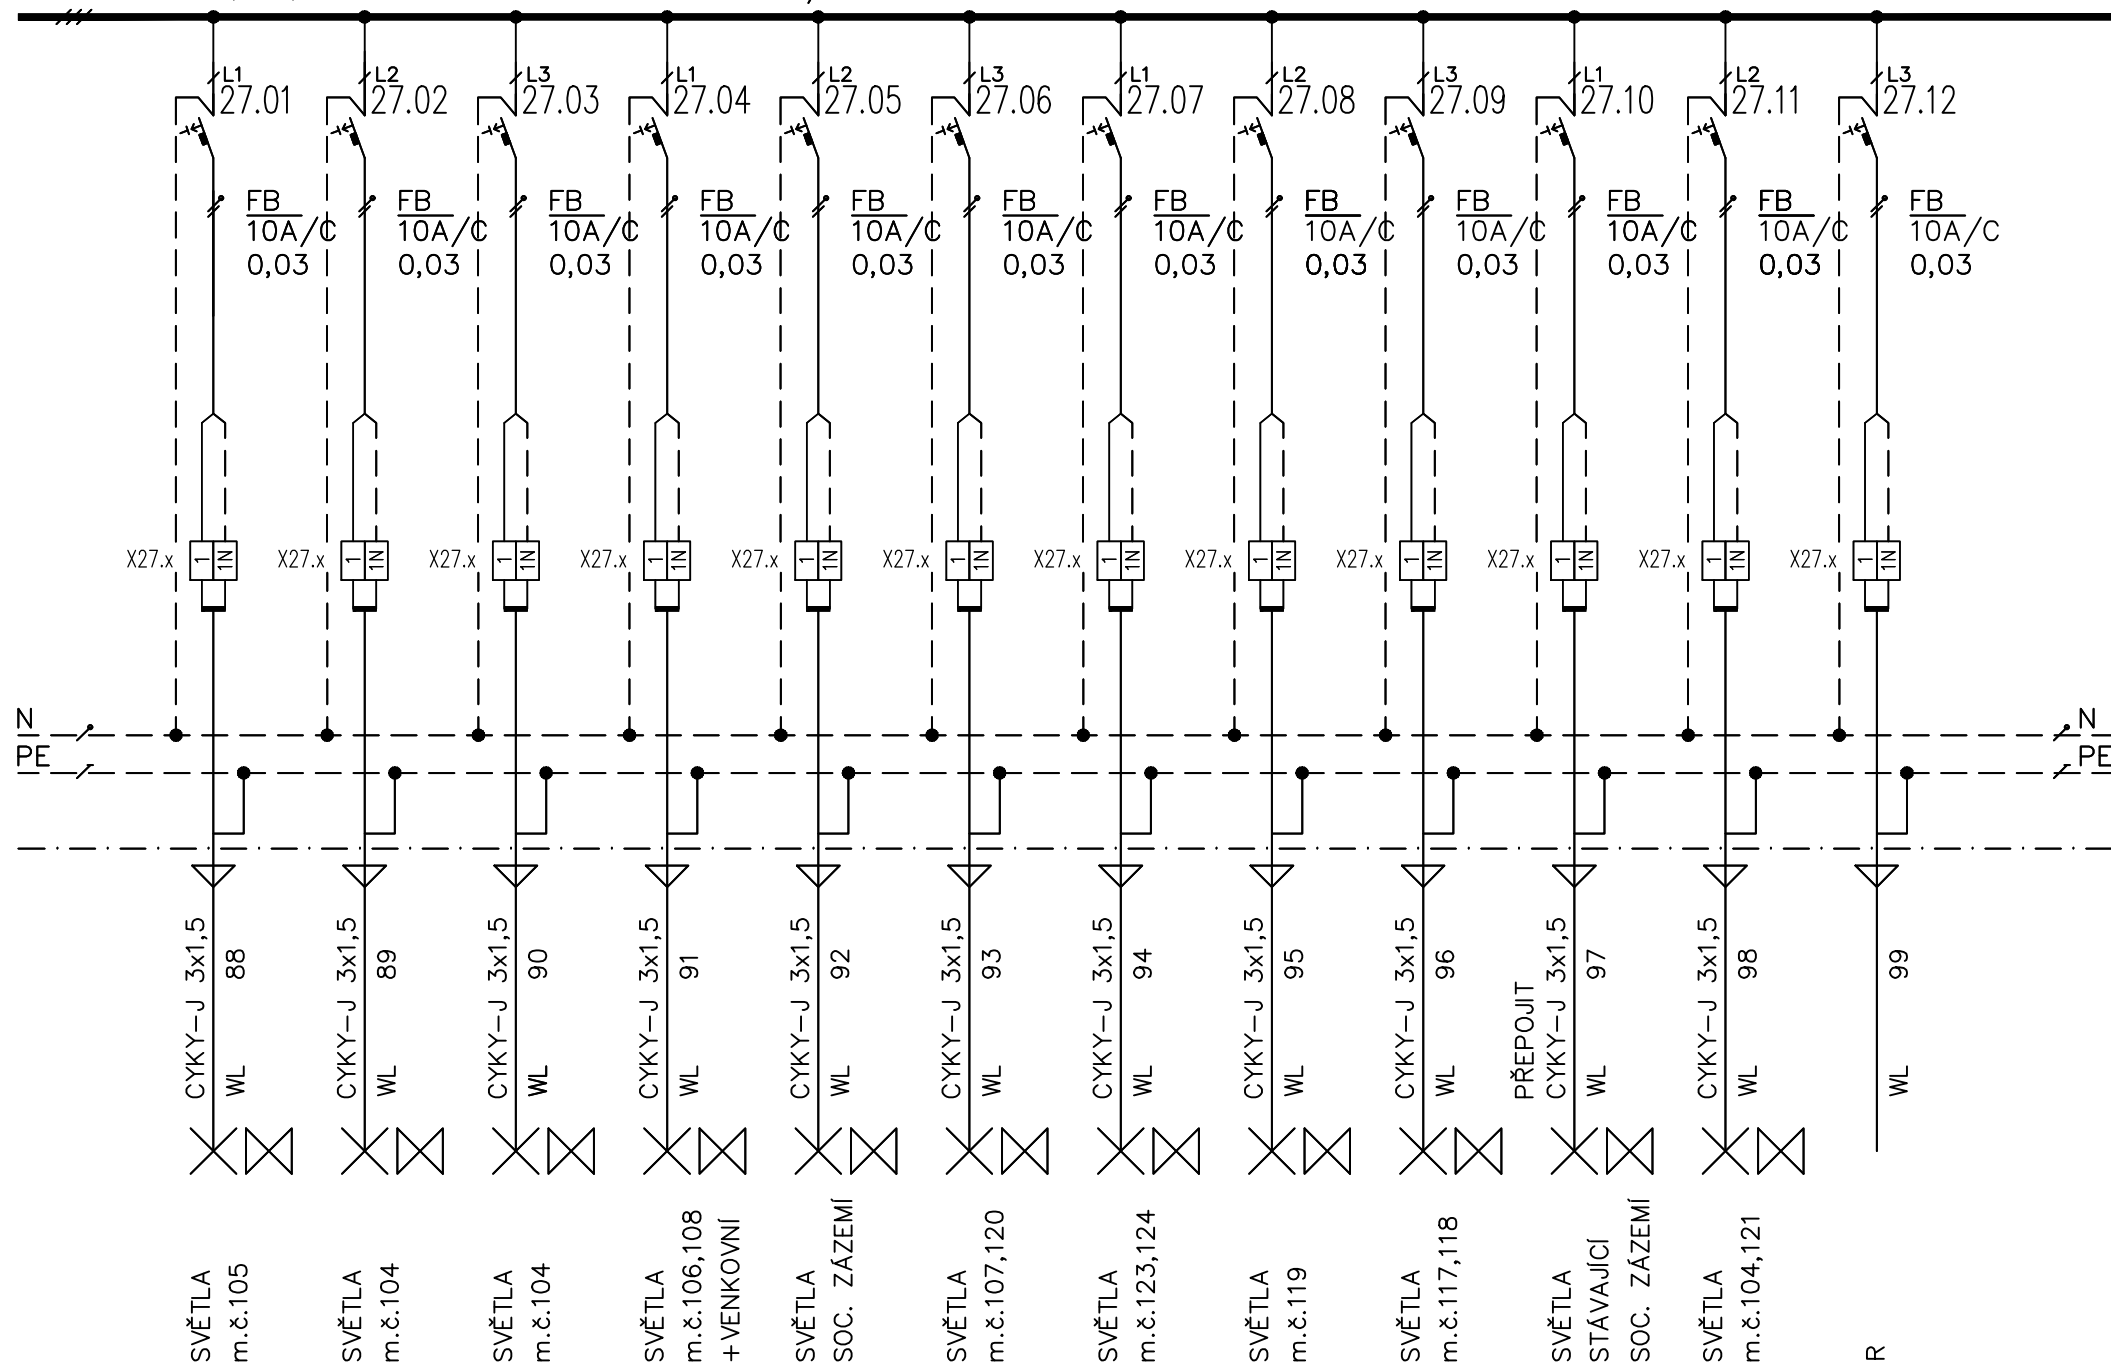 L1 L2 L3 L1 L2 L3 L1 L2 L3 L1 L2 L3
27.01 27.02 27.03 27.04 27.05 27.06 27.07 27.08 27.09 27.10 27.11 27.12
FB FB FB FB FB FB FB FB FB FB FB FB
10A/C 10A/C 10A/C 10A/C 10A/C 10A/C 10A/C 10A/C 10A/C 10A/C 10A/C 10A/C
0,03 0,03 0,03 0,03 0,03 0,03 0,03 0,03 0,03 0,03 0,03 0,03
X27.x 1 1N X27.x 1 1N X27.x 1 1N X27.x 1 1N X27.x 1 1N X27.x 1 1N X27.x 1 1N X27.x 1 1N X27.x 1 1N X27.x 1 1N X27.x 1 1N X27.x 1 1N
N N
PE PE
CYKY-J 3x1,5
WL 88
CYKY-J 3x1,5
WL 89
CYKY-J 3x1,5
WL 90
CYKY-J 3x1,5
WL 91
CYKY-J 3x1,5
WL 92
CYKY-J 3x1,5
WL 93
CYKY-J 3x1,5
WL 94
CYKY-J 3x1,5
WL 95
CYKY-J 3x1,5
WL 96
PŘEPOJIT
CYKY-J 3x1,5
WL 97
CYKY-J 3x1,5
WL 98
WL 99
SVĚTLA
m.č.105
SVĚTLA
m.č.104
SVĚTLA
m.č.104
SVĚTLA
m.č.106,108
+VENKOVNÍ
SVĚTLA
SOC. ZÁZEMÍ
SVĚTLA
m.č.107,120
SVĚTLA
m.č.123,124
SVĚTLA
m.č.119
SVĚTLA
m.č.117,118
SVĚTLA
STÁVAJÍCÍ
SOC. ZÁZEMÍ
SVĚTLA
m.č.104,121
R